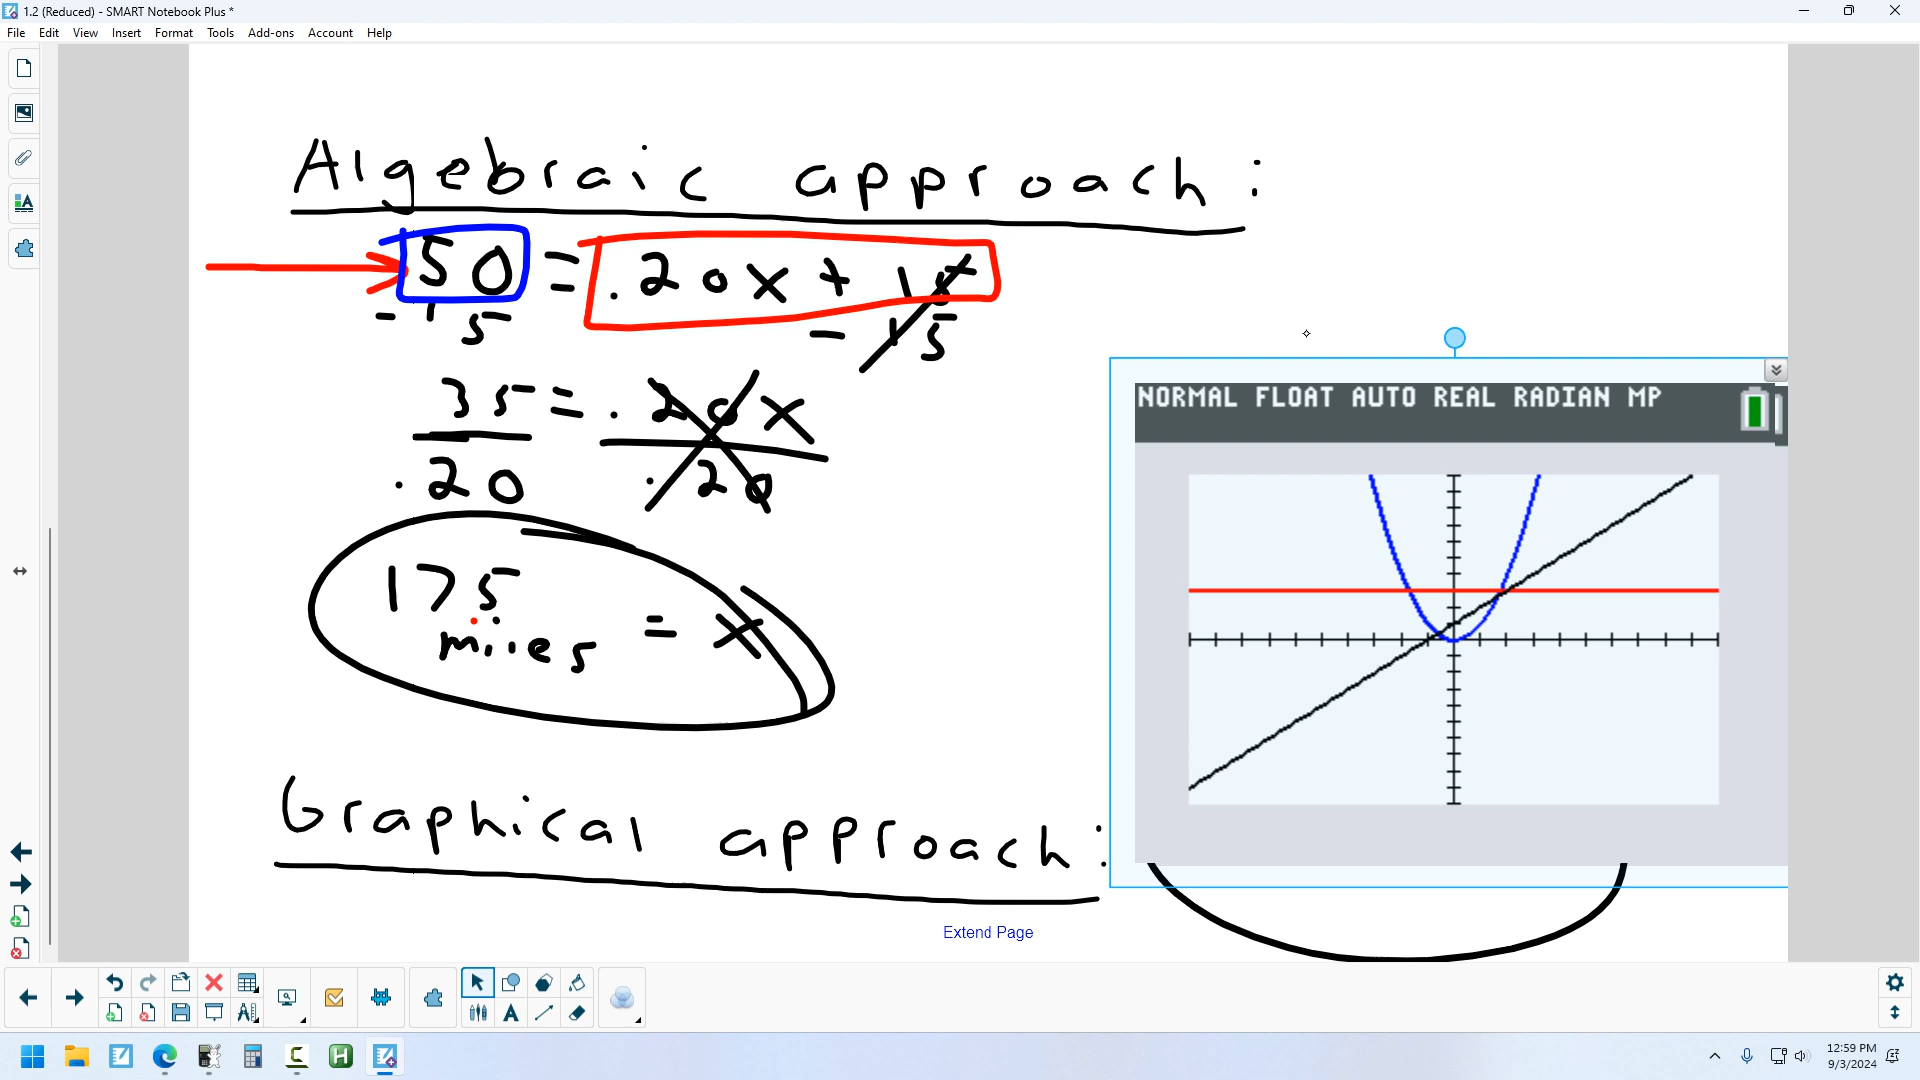 1.2 (Reduced) - SMART Notebook Plus *
File Edit View Insert Format Tools Add-ons Account Help
Algebraic approach:
50 = .20x + 15
- 15 - 15
35 = .20x
.20 .20
175
miles = x
NORMAL FLOAT AUTO REAL RADIAN MP
Graphical approach:
Extend Page
12:59 PM
9/3/2024